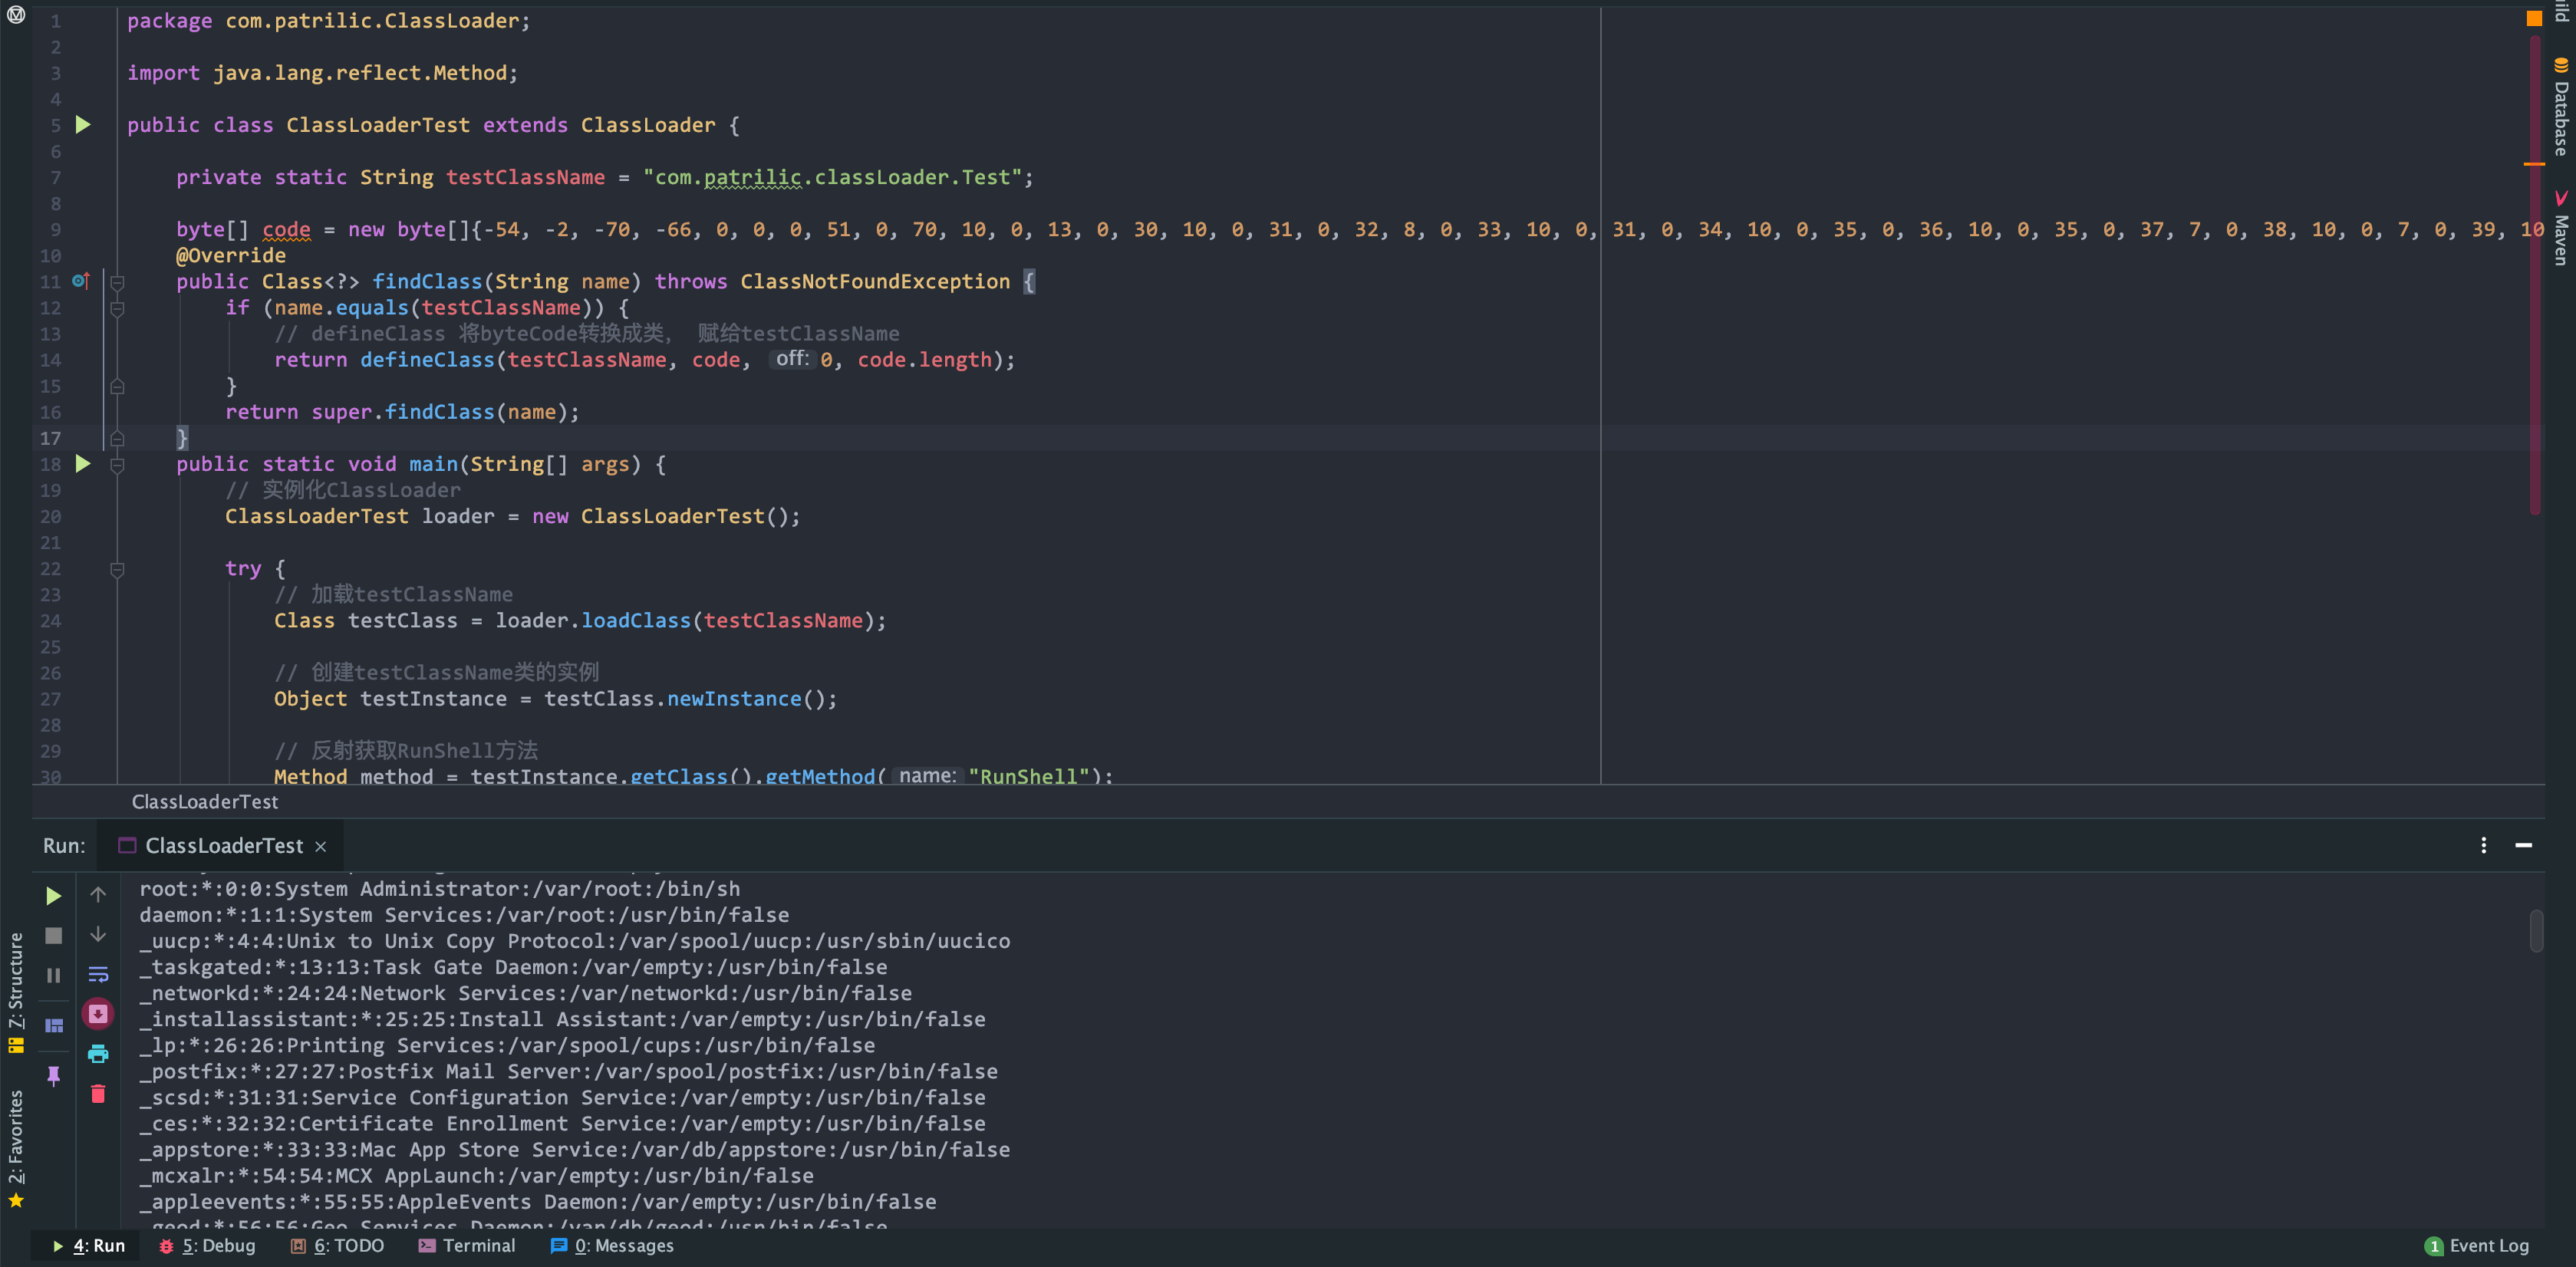 1 package com.patrilic.ClassLoader;
2
3 import java.lang.reflect.Method;
4
5 public class ClassLoaderTest extends ClassLoader {
6
7 private static String testClassName = "com.patrilic.classLoader.Test";
8
9 byte[] code = new byte[]{-54, -2, -70, -66, 0, 0, 0, 51, 0, 70, 10, 0, 13, 0, 30, 10, 0, 31, 0, 32, 8, 0, 33, 10, 0, 31, 0, 34, 10, 0, 35, 0, 36, 10, 0, 35, 0, 37, 7, 0, 38, 10, 0, 7, 0, 39, 10
10 @Override
11 public Class<?> findClass(String name) throws ClassNotFoundException {
12 if (name.equals(testClassName)) {
13 // defineClass 将byteCode转换成类， 赋给testClassName
14 return defineClass(testClassName, code, off: 0, code.length);
15 }
16 return super.findClass(name);
17 }
18 public static void main(String[] args) {
19 // 实例化ClassLoader
20 ClassLoaderTest loader = new ClassLoaderTest();
21
22 try {
23 // 加载testClassName
24 Class testClass = loader.loadClass(testClassName);
25
26 // 创建testClassName类的实例
27 Object testInstance = testClass.newInstance();
28
29 // 反射获取RunShell方法
30 Method method = testInstance.getClass().getMethod( name: "RunShell");
ClassLoaderTest
Database
Maven
Run: ClassLoaderTest ×
root:*:0:0:System Administrator:/var/root:/bin/sh
daemon:*:1:1:System Services:/var/root:/usr/bin/false
_uucp:*:4:4:Unix to Unix Copy Protocol:/var/spool/uucp:/usr/sbin/uucico
_taskgated:*:13:13:Task Gate Daemon:/var/empty:/usr/bin/false
_networkd:*:24:24:Network Services:/var/networkd:/usr/bin/false
_installassistant:*:25:25:Install Assistant:/var/empty:/usr/bin/false
_lp:*:26:26:Printing Services:/var/spool/cups:/usr/bin/false
_postfix:*:27:27:Postfix Mail Server:/var/spool/postfix:/usr/bin/false
_scsd:*:31:31:Service Configuration Service:/var/empty:/usr/bin/false
_ces:*:32:32:Certificate Enrollment Service:/var/empty:/usr/bin/false
_appstore:*:33:33:Mac App Store Service:/var/db/appstore:/usr/bin/false
_mcxalr:*:54:54:MCX AppLaunch:/var/empty:/usr/bin/false
_appleevents:*:55:55:AppleEvents Daemon:/var/empty:/usr/bin/false
_geod:*:56:56:Geo Services Daemon:/var/db/geod:/usr/bin/false
Z: Structure
2: Favorites
4: Run 5: Debug 6: TODO Terminal 0: Messages 1 Event Log